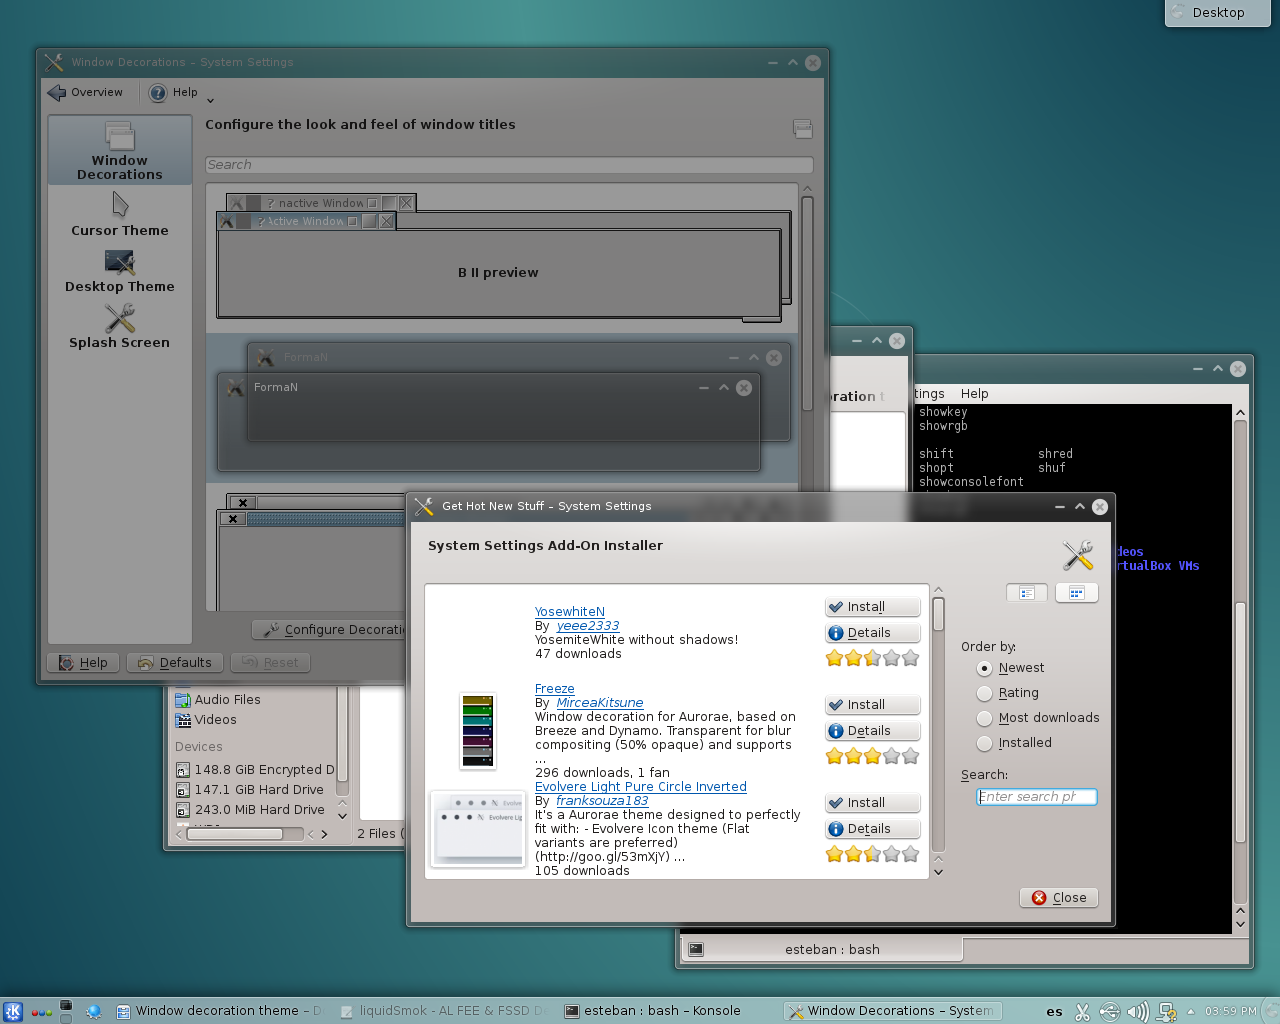 Desktop
Window Decorations – System Settings
Overview
Help
Configure the look and feel of window titles
Search
Window
Decorations
Cursor Theme
Desktop Theme
Splash Screen
? nactive Window
? Active Window
B II preview
FormaN
FormaN
Configure Decorati
Help
Defaults
Reset
oration t
tings Help
showkey
showrgb
shift shred
shopt shuf
showconsolefont
deos
rtualBox VMs
Get Hot New Stuff – System Settings
System Settings Add-On Installer
YosewhiteN
By yeee2333
YosemiteWhite without shadows!
47 downloads
Install
Details
Freeze
By MirceaKitsune
Window decoration for Aurorae, based on
Breeze and Dynamo. Transparent for blur
compositing (50% opaque) and supports
...
296 downloads, 1 fan
Install
Details
Evolvere Light Pure Circle Inverted
By franksouza183
It's a Aurorae theme designed to perfectly
fit with: - Evolvere Icon theme (Flat
variants are preferred)
(http://goo.gl/53mXjY) ...
105 downloads
Install
Details
Evolvere
Evolvere Lig
Order by:
Newest
Rating
Most downloads
Installed
Search:
Enter search ph
Close
Audio Files
Videos
Devices
148.8 GiB Encrypted D
147.1 GiB Hard Drive
243.0 MiB Hard Drive
2 Files (
esteban : bash
Window decoration theme – D
liquidSmok - AL FEE & FSSD De
esteban : bash – Konsole
Window Decorations – System
es
03:59 PM